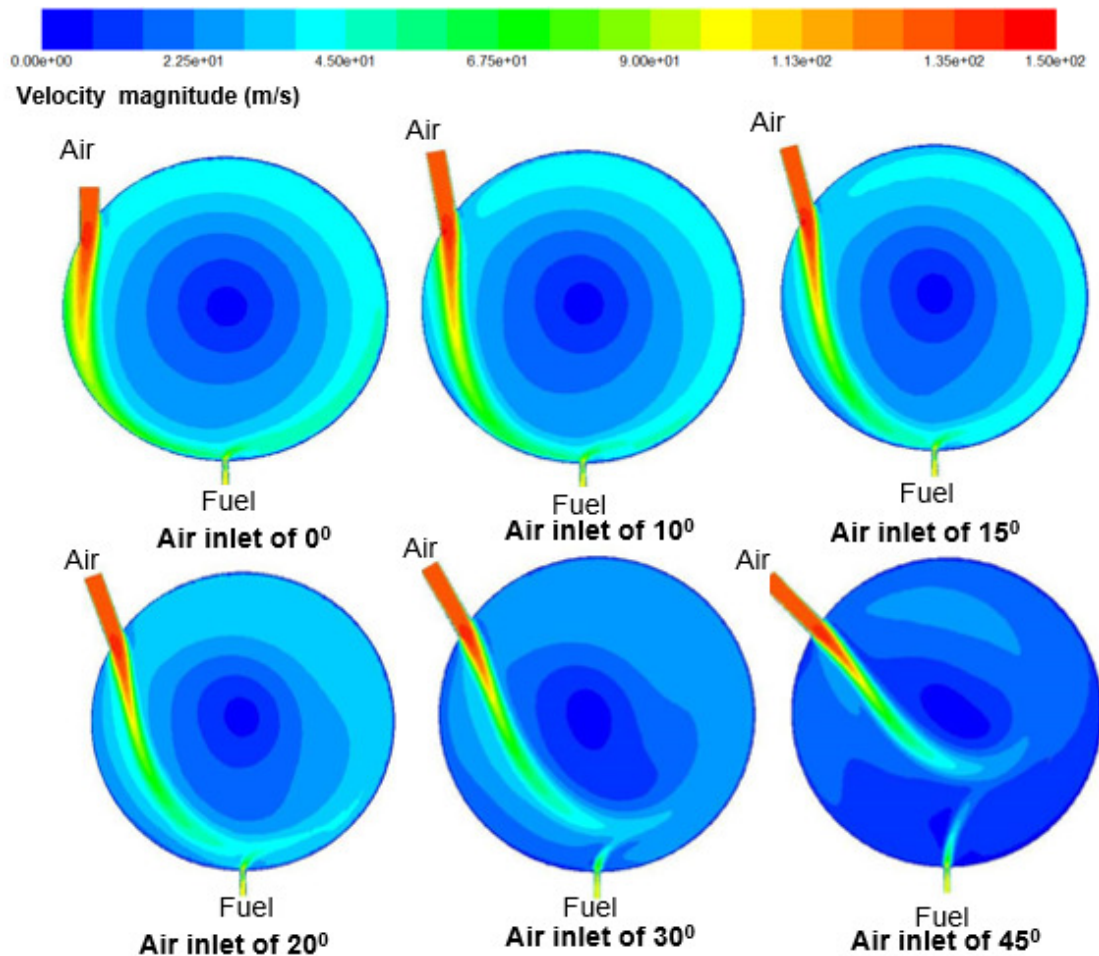 0.00e+00 2.25e+01 4.50e+01 6.75e+01 9.00e+01 1.13e+02 1.35e+02 1.50e+02
Velocity magnitude (m/s)
Air Air Air
Fuel Fuel Fuel
Air inlet of 0⁰ Air inlet of 10⁰ Air inlet of 15⁰
Air Air Air
Fuel Fuel Fuel
Air inlet of 20⁰ Air inlet of 30⁰ Air inlet of 45⁰